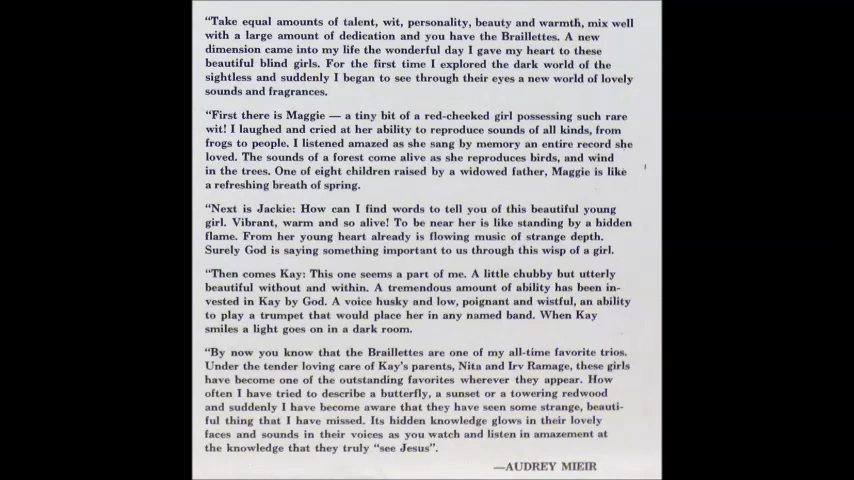 "Take equal amounts of talent, wit, personality, beauty and warmth, mix well
with a large amount of dedication and you have the Braillettes. A new
dimension came into my life the wonderful day I gave my heart to these
beautiful blind girls. For the first time I explored the dark world of the
sightless and suddenly I began to see through their eyes a new world of lovely
sounds and fragrances.
"First there is Maggie — a tiny bit of a red-cheeked girl possessing such rare
wit! I laughed and cried at her ability to reproduce sounds of all kinds, from
frogs to people. I listened amazed as she sang by memory an entire record she
loved. The sounds of a forest come alive as she reproduces birds, and wind
in the trees. One of eight children raised by a widowed father, Maggie is like
a refreshing breath of spring.
"Next is Jackie: How can I find words to tell you of this beautiful young
girl. Vibrant, warm and so alive! To be near her is like standing by a hidden
flame. From her young heart already is flowing music of strange depth.
Surely God is saying something important to us through this wisp of a girl.
"Then comes Kay: This one seems a part of me. A little chubby but utterly
beautiful without and within. A tremendous amount of ability has been in-
vested in Kay by God. A voice husky and low, poignant and wistful, an ability
to play a trumpet that would place her in any named band. When Kay
smiles a light goes on in a dark room.
"By now you know that the Braillettes are one of my all-time favorite trios.
Under the tender loving care of Kay's parents, Nita and Irv Ramage, these girls
have become one of the outstanding favorites wherever they appear. How
often I have tried to describe a butterfly, a sunset or a towering redwood
and suddenly I have become aware that they have seen some strange, beauti-
ful thing that I have missed. Its hidden knowledge glows in their lovely
faces and sounds in their voices as you watch and listen in amazement at
the knowledge that they truly "see Jesus".
—AUDREY MIEIR